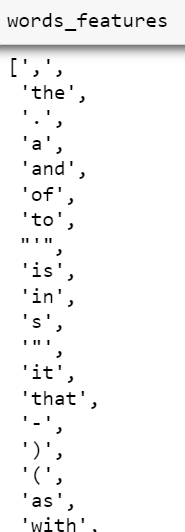 words_features
[',',
'the',
'.',
'a',
'and',
'of',
'to',
"'",
'is',
'in',
's',
'"',
'it',
'that',
'-',
')',
'(',
'as',
'with',